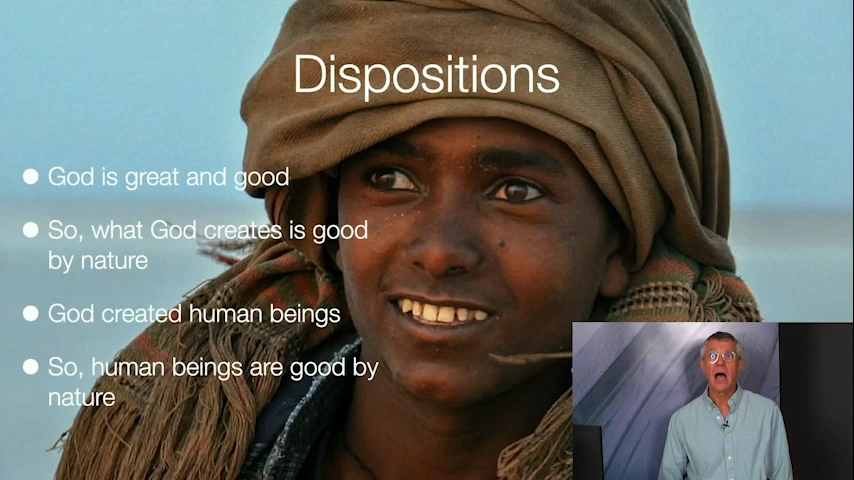 Dispositions
● God is great and good
● So, what God creates is good
by nature
● God created human beings
● So, human beings are good by
nature